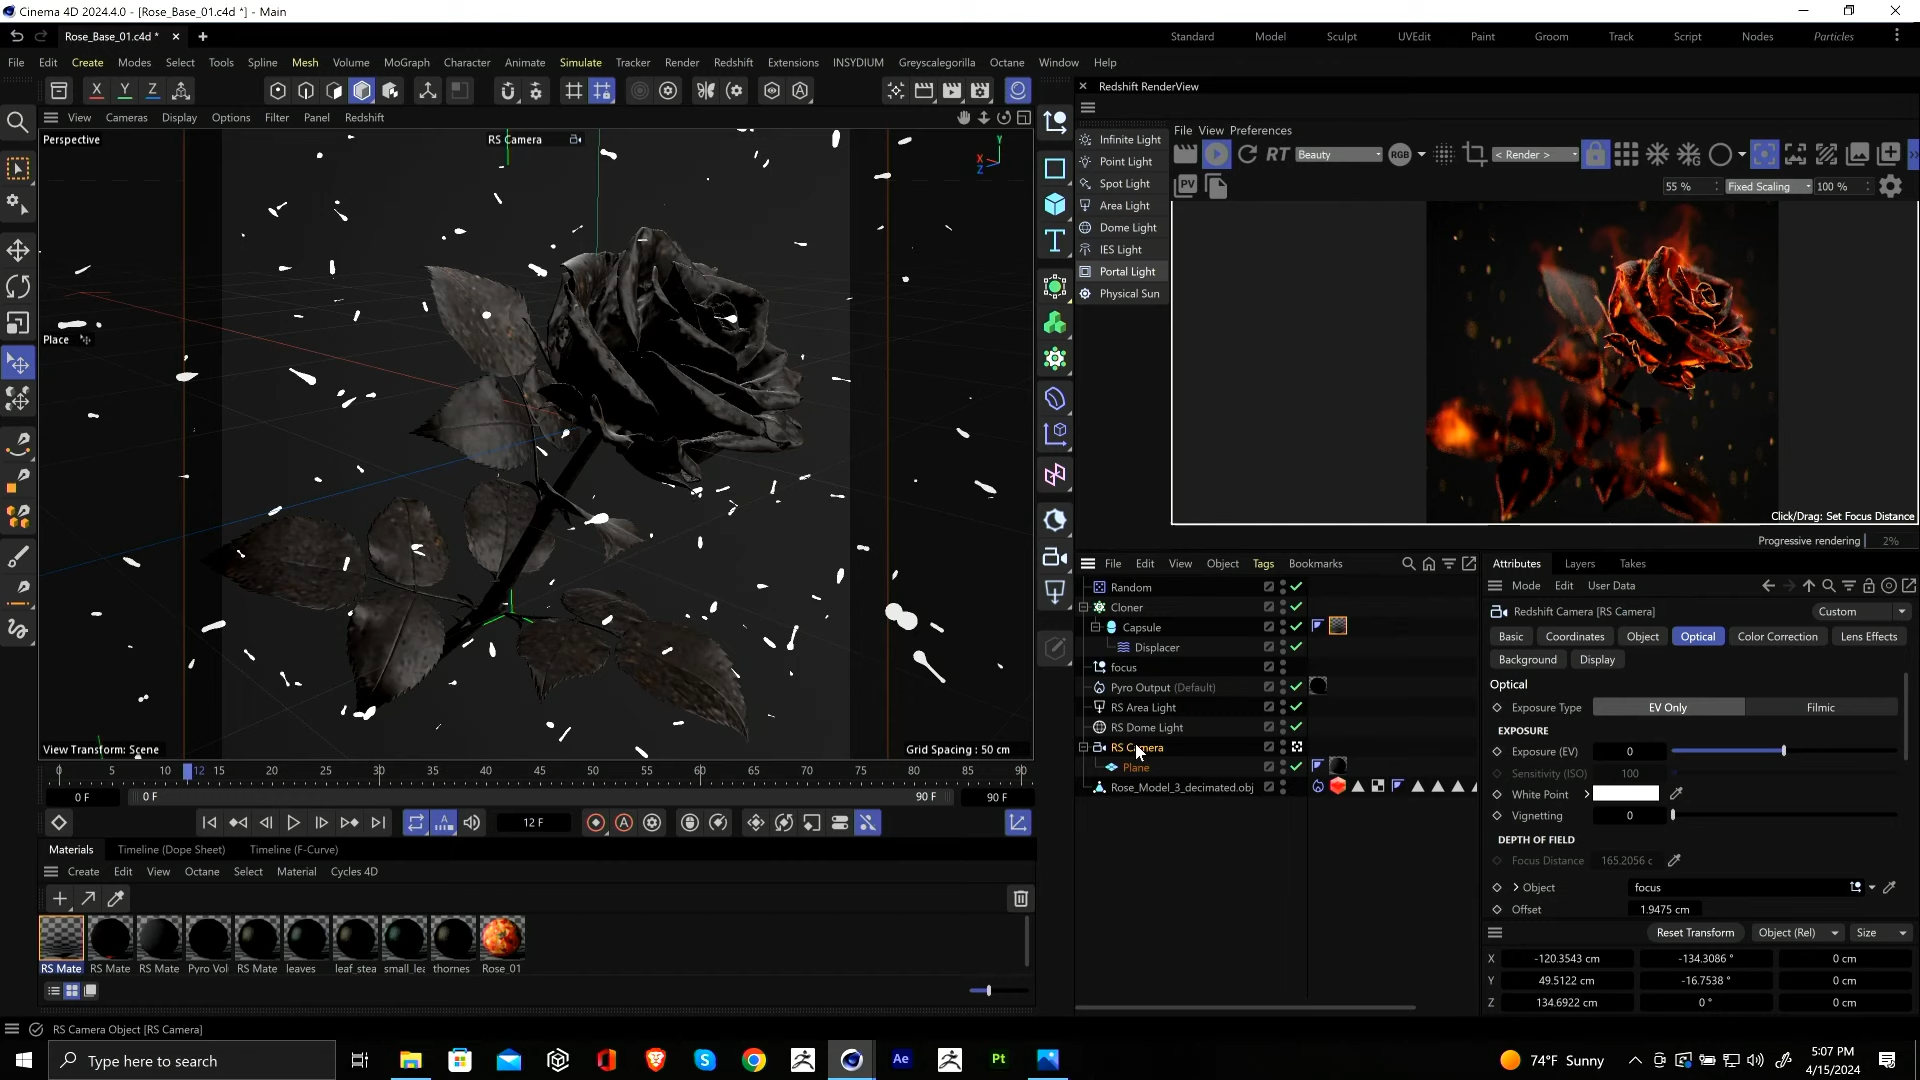 Cinema 4D 2024.4.0 - [Rose_Base_01.c4d *] - Main
Rose_Base_01.c4d *
Standard Model Sculpt UVEdit Paint Groom Track Script Nodes Particles
File Edit Create Modes Select Tools Spline Mesh Volume MoGraph Character Animate Simulate Tracker Render Redshift Extensions INSYDIUM Greyscalegorilla Octane Window Help
X Y Z
Redshift RenderView
View Cameras Display Options Filter Panel Redshift
Perspective
RS Camera
Y
X
Z
Place
View Transform: Scene
Grid Spacing : 50 cm
Infinite Light
Point Light
Spot Light
Area Light
Dome Light
IES Light
Portal Light
Physical Sun
File View Preferences
RT Beauty RGB < Render >
PV 55 % Fixed Scaling 100 %
Click/Drag: Set Focus Distance
Progressive rendering 2%
0 5 12 15 20 25 30 35 40 45 50 55 60 65 70 75 80 85 90
0 F 0 F 90 F 90 F
12 F
Materials Timeline (Dope Sheet) Timeline (F-Curve)
Create Edit View Octane Select Material Cycles 4D
RS Mate RS Mate RS Mate Pyro Vol RS Mate leaves leaf_stea small_lea thornes Rose_01
File Edit View Object Tags Bookmarks
Random
Cloner
Capsule
Displacer
focus
Pyro Output (Default)
RS Area Light
RS Dome Light
RS Camera
Plane
Rose_Model_3_decimated.obj
Attributes Layers Takes
Mode Edit User Data
Redshift Camera [RS Camera] Custom
Basic Coordinates Object Optical Color Correction Lens Effects
Background Display
Optical
Exposure Type EV Only Filmic
EXPOSURE
Exposure (EV) 0
Sensitivity (ISO) 100
White Point
Vignetting 0
DEPTH OF FIELD
Focus Distance 165.2056 c
Object focus
Offset 1.9475 cm
Reset Transform Object (Rel) Size
X -120.3543 cm -134.3086 ° 0 cm
Y 49.5122 cm -16.7538 ° 0 cm
Z 134.6922 cm 0 ° 0 cm
RS Camera Object [RS Camera]
Type here to search
Ae
Pt
74°F Sunny
5:07 PM
4/15/2024